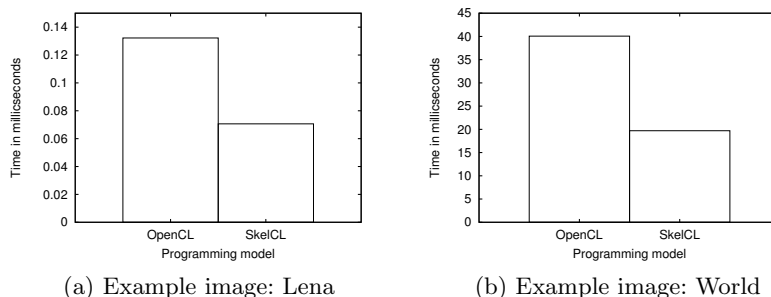 0.14
0.12
0.1
0.08
0.06
0.04
0.02
0
Time in millicseconds
OpenCL SkelCL
Programming model
(a) Example image: Lena
45
40
35
30
25
20
15
10
5
0
Time in millicseconds
OpenCL SkelCL
Programming model
(b) Example image: World